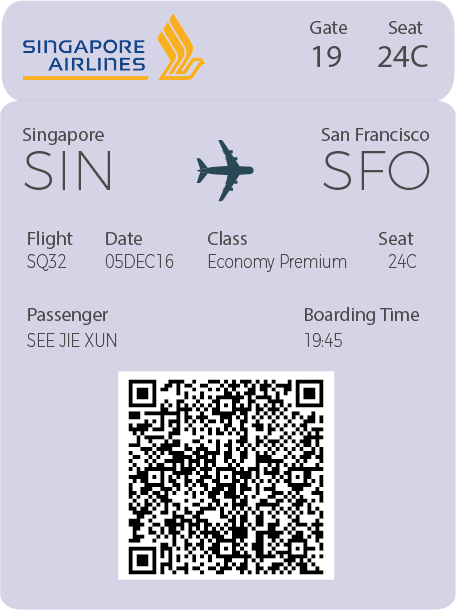 SINGAPORE
AIRLINES
Gate Seat
19 24C
Singapore San Francisco
SIN SFO
Flight Date Class Seat
SQ32 05DEC16 Economy Premium 24C
Passenger Boarding Time
SEE JIE XUN 19:45